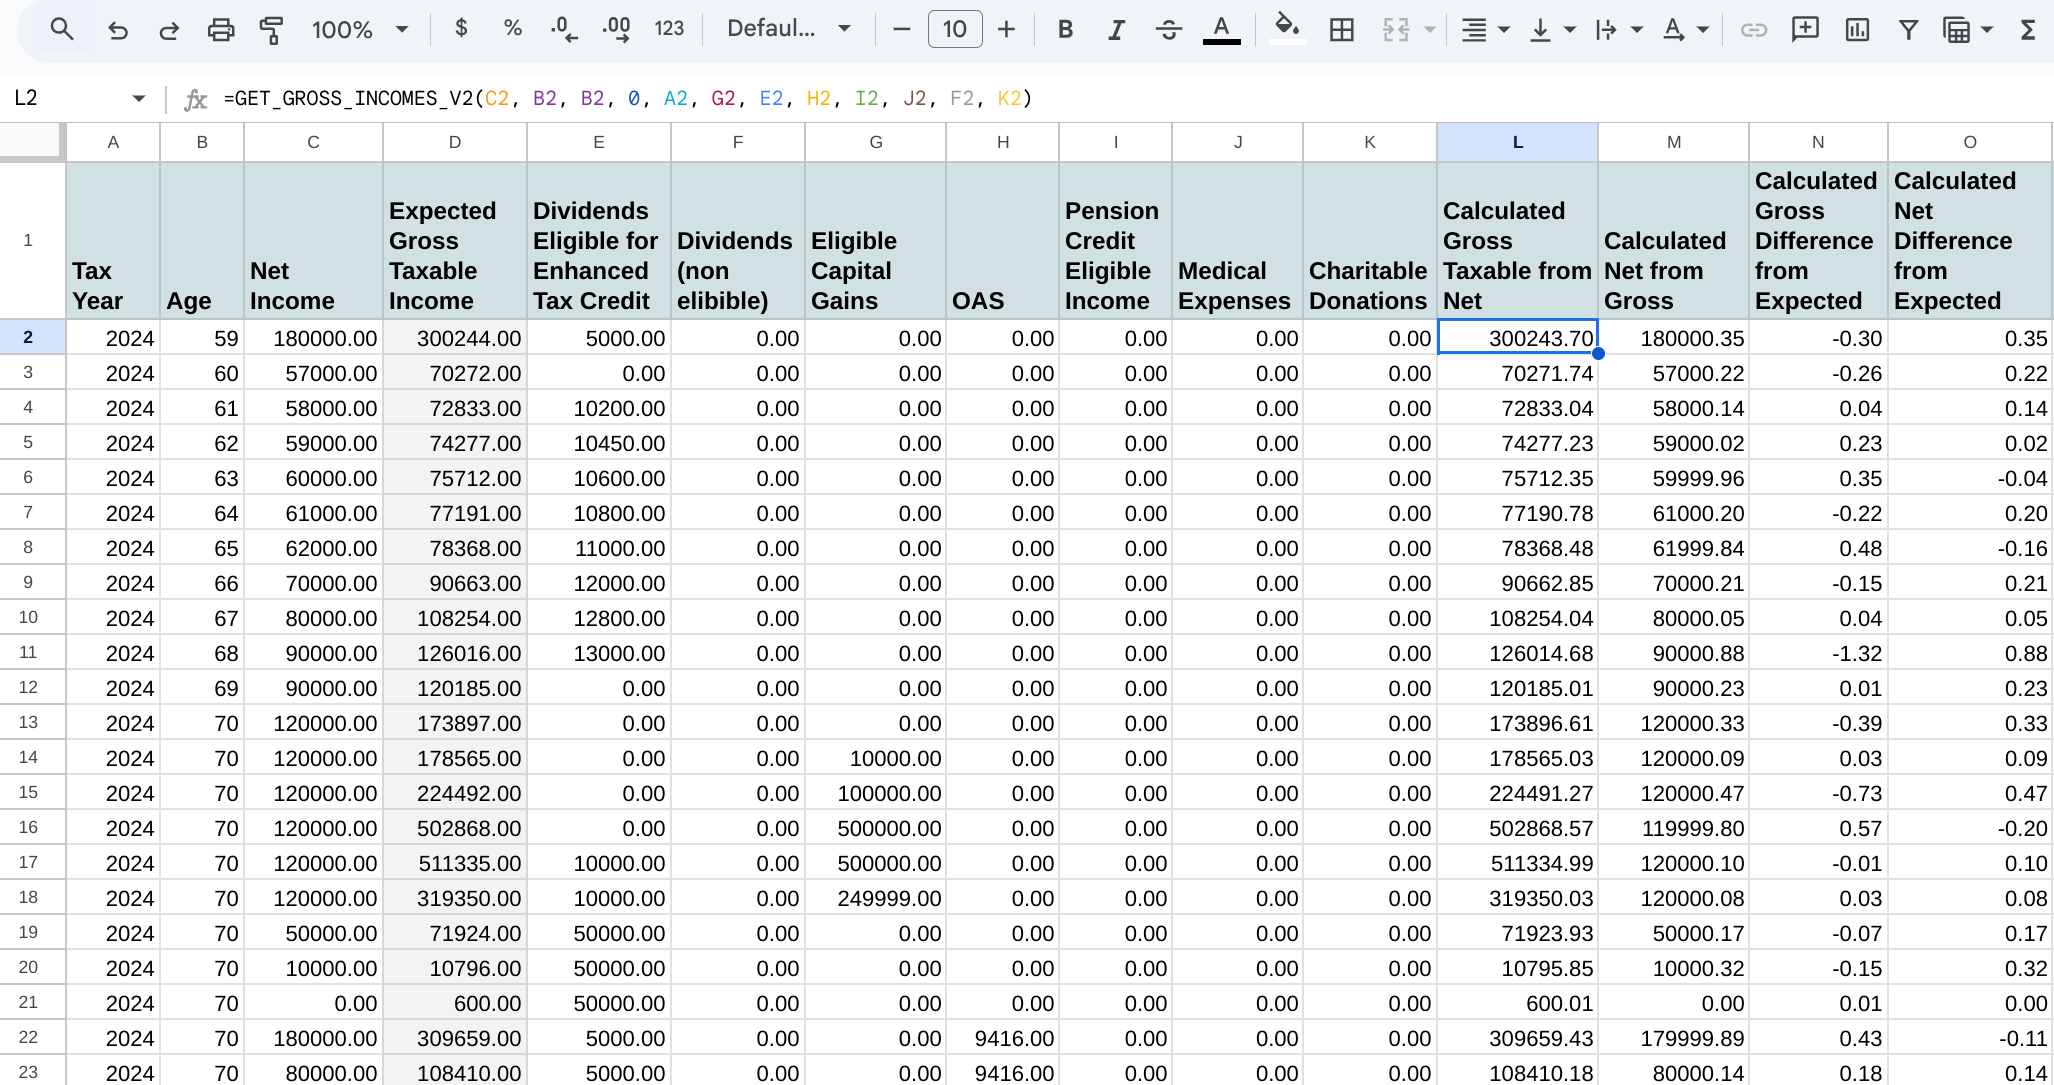 100% $ % .0 .00 123 Defaul... 10 B I A A Σ
L2 fx =GET_GROSS_INCOMES_V2(C2, B2, B2, 0, A2, G2, E2, H2, I2, J2, F2, K2)
A B C D E F G H I J K L M N O
1 Tax Year Age Net Income Expected Gross Taxable Income Dividends Eligible for Enhanced Tax Credit Dividends (non elibible) Eligible Capital Gains OAS Pension Credit Eligible Income Medical Expenses Charitable Donations Calculated Gross Taxable from Net Calculated Net from Gross Calculated Gross Difference from Expected Calculated Net Difference from Expected
2 2024 59 180000.00 300244.00 5000.00 0.00 0.00 0.00 0.00 0.00 0.00 300243.70 180000.35 -0.30 0.35
3 2024 60 57000.00 70272.00 0.00 0.00 0.00 0.00 0.00 0.00 0.00 70271.74 57000.22 -0.26 0.22
4 2024 61 58000.00 72833.00 10200.00 0.00 0.00 0.00 0.00 0.00 0.00 72833.04 58000.14 0.04 0.14
5 2024 62 59000.00 74277.00 10450.00 0.00 0.00 0.00 0.00 0.00 0.00 74277.23 59000.02 0.23 0.02
6 2024 63 60000.00 75712.00 10600.00 0.00 0.00 0.00 0.00 0.00 0.00 75712.35 59999.96 0.35 -0.04
7 2024 64 61000.00 77191.00 10800.00 0.00 0.00 0.00 0.00 0.00 0.00 77190.78 61000.20 -0.22 0.20
8 2024 65 62000.00 78368.00 11000.00 0.00 0.00 0.00 0.00 0.00 0.00 78368.48 61999.84 0.48 -0.16
9 2024 66 70000.00 90663.00 12000.00 0.00 0.00 0.00 0.00 0.00 0.00 90662.85 70000.21 -0.15 0.21
10 2024 67 80000.00 108254.00 12800.00 0.00 0.00 0.00 0.00 0.00 0.00 108254.04 80000.05 0.04 0.05
11 2024 68 90000.00 126016.00 13000.00 0.00 0.00 0.00 0.00 0.00 0.00 126014.68 90000.88 -1.32 0.88
12 2024 69 90000.00 120185.00 0.00 0.00 0.00 0.00 0.00 0.00 0.00 120185.01 90000.23 0.01 0.23
13 2024 70 120000.00 173897.00 0.00 0.00 0.00 0.00 0.00 0.00 0.00 173896.61 120000.33 -0.39 0.33
14 2024 70 120000.00 178565.00 0.00 0.00 10000.00 0.00 0.00 0.00 0.00 178565.03 120000.09 0.03 0.09
15 2024 70 120000.00 224492.00 0.00 0.00 100000.00 0.00 0.00 0.00 0.00 224491.27 120000.47 -0.73 0.47
16 2024 70 120000.00 502868.00 0.00 0.00 500000.00 0.00 0.00 0.00 0.00 502868.57 119999.80 0.57 -0.20
17 2024 70 120000.00 511335.00 10000.00 0.00 500000.00 0.00 0.00 0.00 0.00 511334.99 120000.10 -0.01 0.10
18 2024 70 120000.00 319350.00 10000.00 0.00 249999.00 0.00 0.00 0.00 0.00 319350.03 120000.08 0.03 0.08
19 2024 70 50000.00 71924.00 50000.00 0.00 0.00 0.00 0.00 0.00 0.00 71923.93 50000.17 -0.07 0.17
20 2024 70 10000.00 10796.00 50000.00 0.00 0.00 0.00 0.00 0.00 0.00 10795.85 10000.32 -0.15 0.32
21 2024 70 0.00 600.00 50000.00 0.00 0.00 0.00 0.00 0.00 0.00 600.01 0.00 0.01 0.00
22 2024 70 180000.00 309659.00 5000.00 0.00 0.00 9416.00 0.00 0.00 0.00 309659.43 179999.89 0.43 -0.11
23 2024 70 80000.00 108410.00 5000.00 0.00 0.00 9416.00 0.00 0.00 0.00 108410.18 80000.14 0.18 0.14